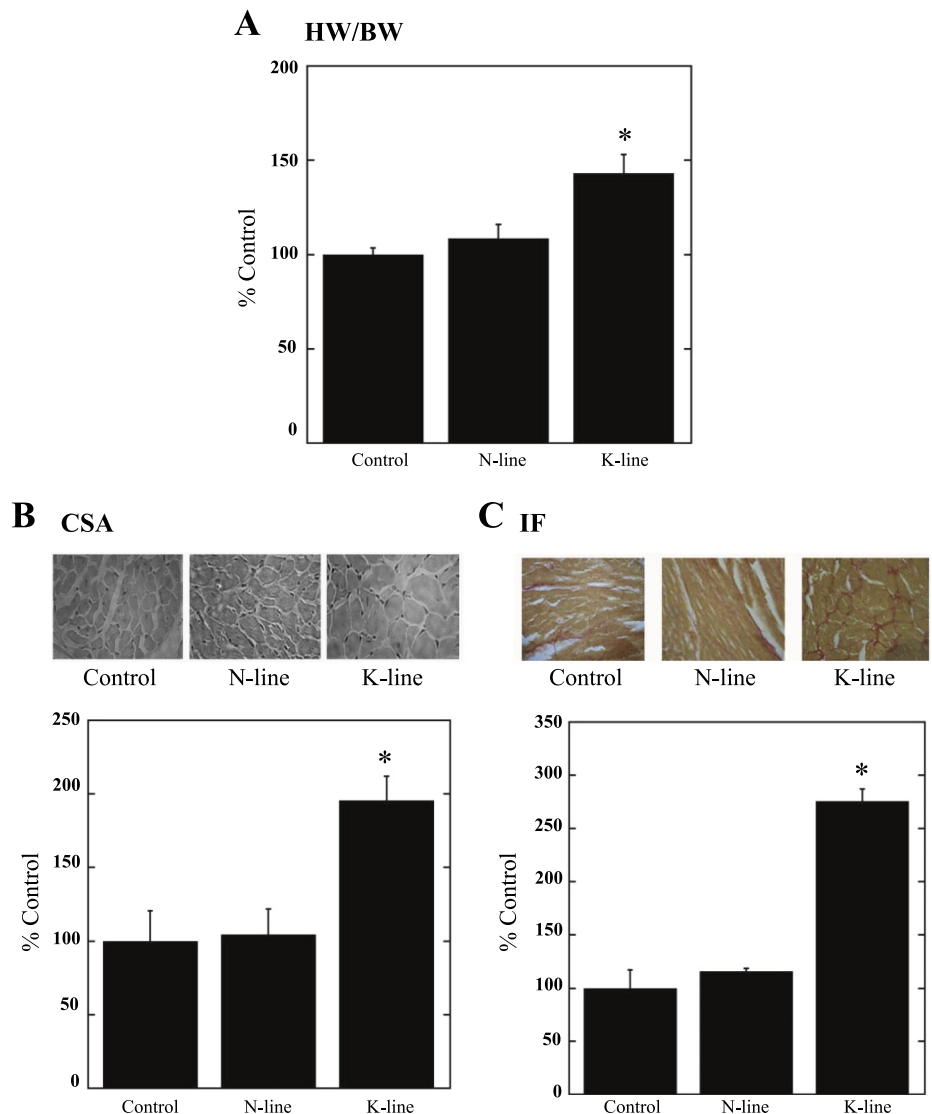 A HW/BW
200
150
100
50
0
% Control
*
Control N-line K-line
B CSA
Control N-line K-line
250
200
150
100
50
0
% Control
*
Control N-line K-line
C IF
Control N-line K-line
350
300
250
200
150
100
50
0
% Control
*
Control N-line K-line